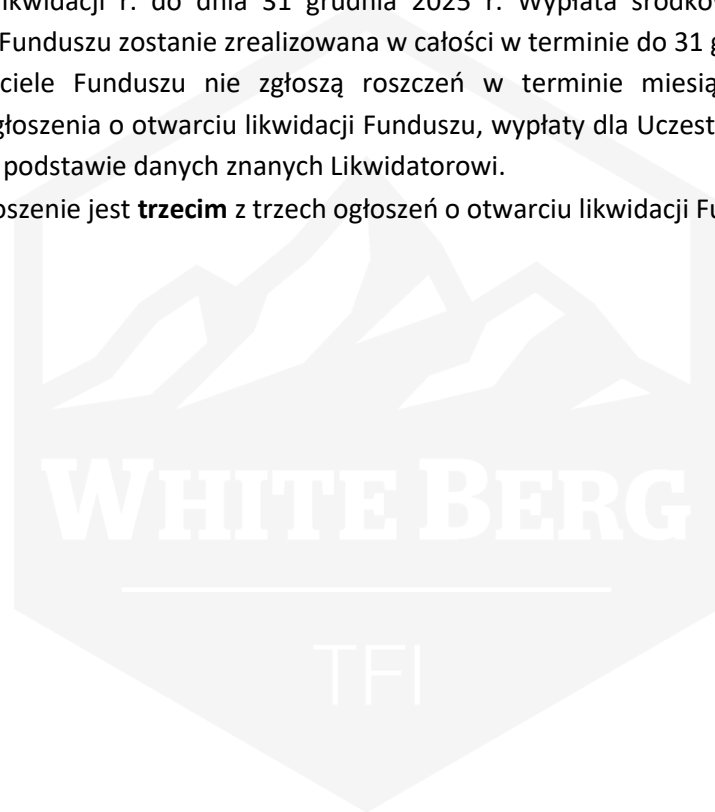 likwidacji r. do dnia 31 grudnia 2025 r. Wypłata środków
Funduszu zostanie zrealizowana w całości w terminie do 31 g
ciele Funduszu nie zgłoszą roszczeń w terminie miesią
głoszenia o otwarciu likwidacji Funduszu, wypłaty dla Uczest
podstawie danych znanych Likwidatorowi.
oszenie jest trzecim z trzech ogłoszeń o otwarciu likwidacji Fu
WHITE BERG
TFI